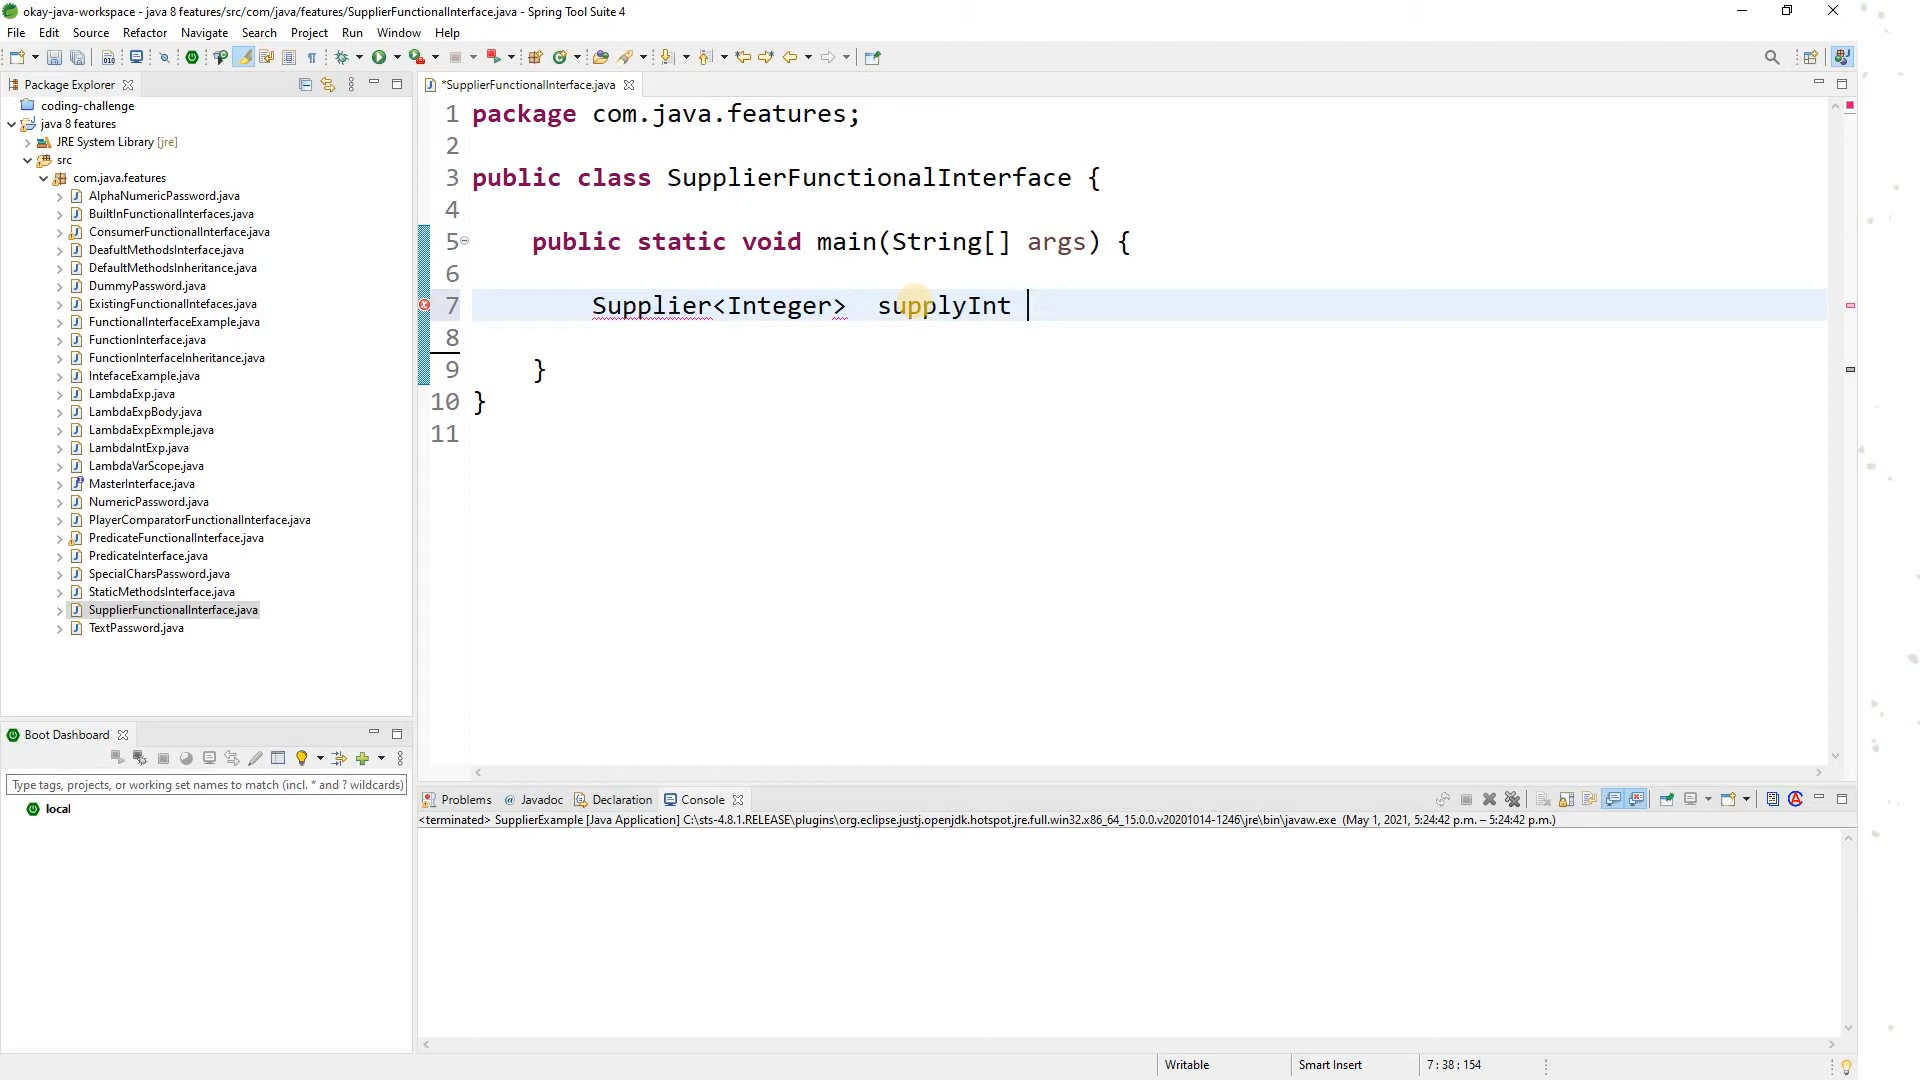 okay-java-workspace - java 8 features/src/com/java/features/SupplierFunctionalInterface.java - Spring Tool Suite 4
File Edit Source Refactor Navigate Search Project Run Window Help
Package Explorer
coding-challenge
java 8 features
JRE System Library [jre]
src
com.java.features
AlphaNumericPassword.java
BuiltInFunctionalInterfaces.java
ConsumerFunctionalInterface.java
DeafultMethodsInterface.java
DefaultMethodsInheritance.java
DummyPassword.java
ExistingFunctionalIntefaces.java
FunctionalInterfaceExample.java
FunctionInterface.java
FunctionInterfaceInheritance.java
IntefaceExample.java
LambdaExp.java
LambdaExpBody.java
LambdaExpExmple.java
LambdaIntExp.java
LambdaVarScope.java
MasterInterface.java
NumericPassword.java
PlayerComparatorFunctionalInterface.java
PredicateFunctionalInterface.java
PredicateInterface.java
SpecialCharsPassword.java
StaticMethodsInterface.java
SupplierFunctionalInterface.java
TextPassword.java
Boot Dashboard
Type tags, projects, or working set names to match (incl. * and ? wildcards)
local
*SupplierFunctionalInterface.java
1 package com.java.features;
2
3 public class SupplierFunctionalInterface {
4
5 public static void main(String[] args) {
6
7 Supplier<Integer>  supplyInt
8
9 }
10 }
11
Problems @ Javadoc Declaration Console
<terminated> SupplierExample [Java Application] C:\sts-4.8.1.RELEASE\plugins\org.eclipse.justj.openjdk.hotspot.jre.full.win32.x86_64_15.0.0.v20201014-1246\jre\bin\javaw.exe (May 1, 2021, 5:24:42 p.m. – 5:24:42 p.m.)
Writable Smart Insert 7 : 38 : 154